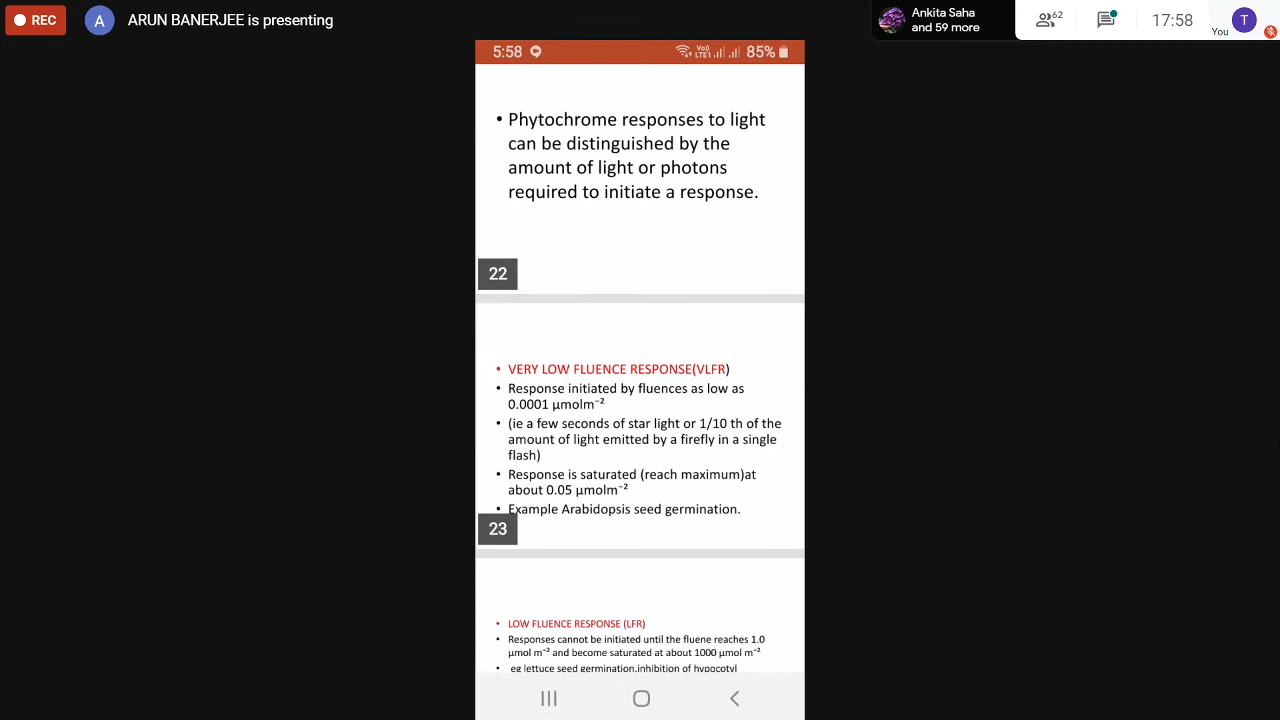 REC
A
ARUN BANERJEE is presenting
Ankita Saha
and 59 more
62
17:58
You
T
5:58
Vo)
LTE1
85%
• Phytochrome responses to light
can be distinguished by the
amount of light or photons
required to initiate a response.
22
• VERY LOW FLUENCE RESPONSE(VLFR)
• Response initiated by fluences as low as
0.0001 µmolm⁻²
• (ie a few seconds of star light or 1/10 th of the
amount of light emitted by a firefly in a single
flash)
• Response is saturated (reach maximum)at
about 0.05 µmolm⁻²
• Example Arabidopsis seed germination.
23
• LOW FLUENCE RESPONSE (LFR)
• Responses cannot be initiated until the fluene reaches 1.0
µmol m⁻² and become saturated at about 1000 µmol m⁻²
• eg lettuce seed germination.inhibition of hypocotyl